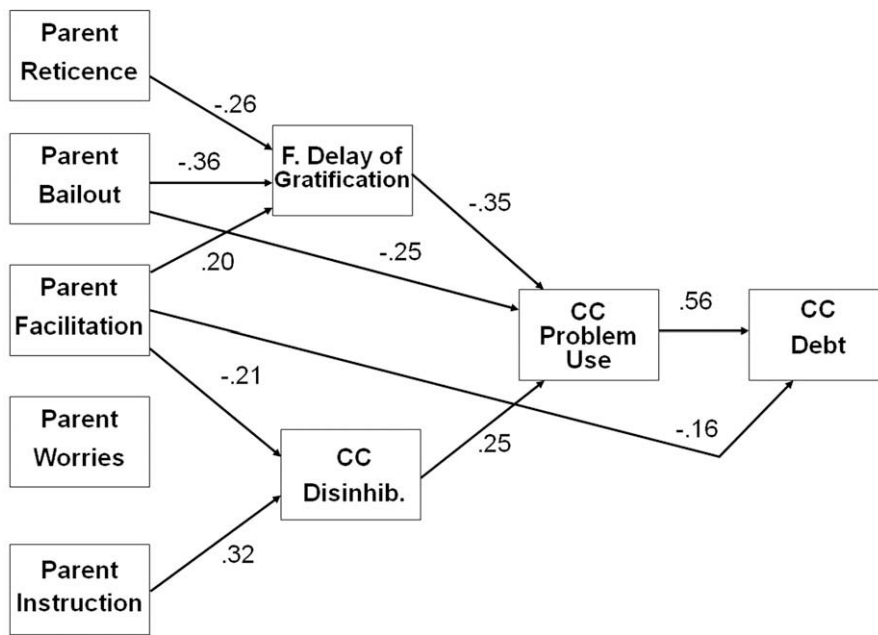 Parent
Reticence
-.26
Parent
Bailout
-.36
F. Delay of
Gratification
-.35
-.25
.20
Parent
Facilitation
CC
Problem
Use
.56
CC
Debt
-.21
-.16
Parent
Worries
CC
Disinhib.
.25
Parent
Instruction
.32